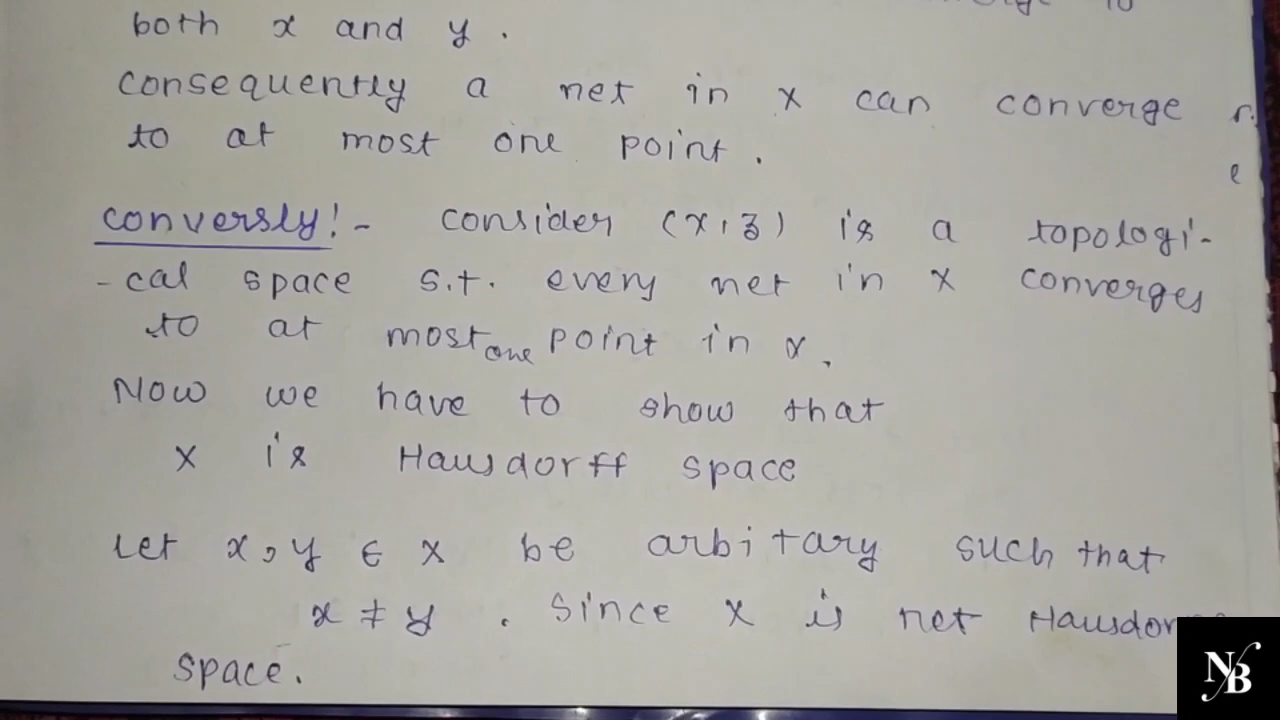 both x and y .
consequently a net in X can converge
to at most one point .
conversly!- consider (X, ℨ) is a topologi-
-cal space s.t. every net in X converges
to at most one point in X.
Now we have to show that
X is Hausdorff space
Let x, y ∈ X be arbitary such that
x ≠ y . Since X is net
space.
NB